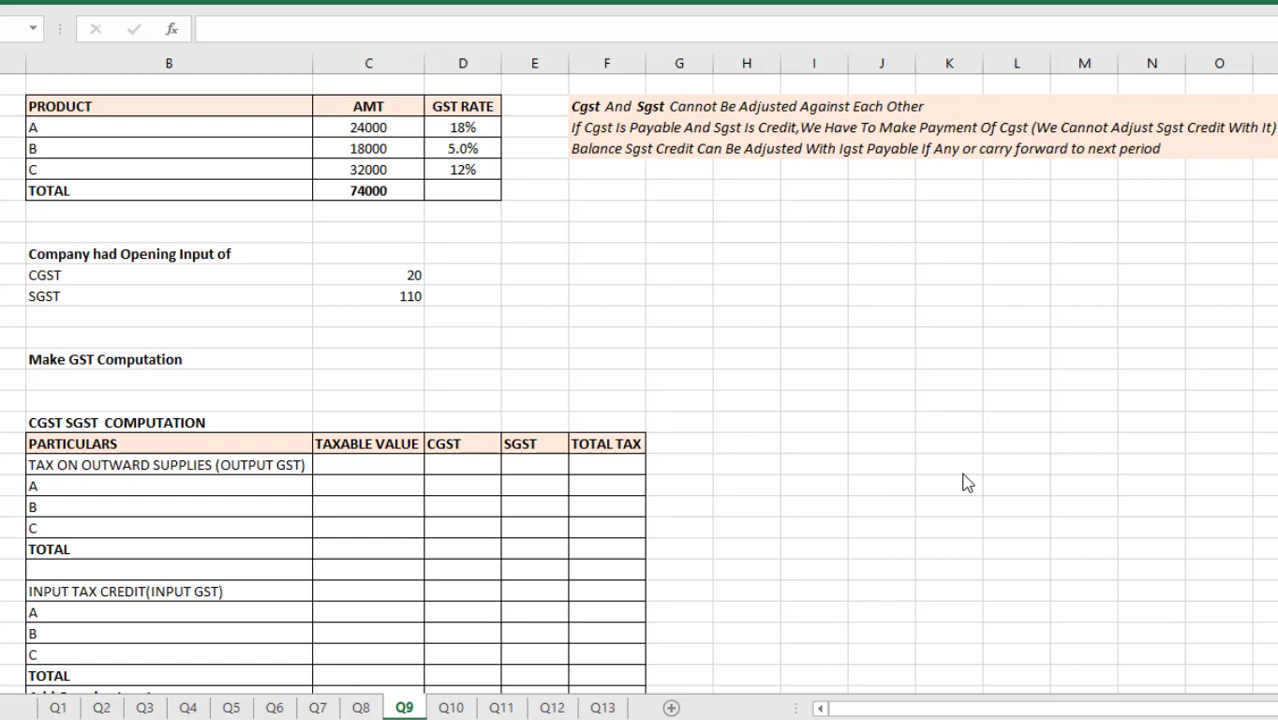 fx
B C D E F G H I J K L M N O
PRODUCT AMT GST RATE
A 24000 18%
B 18000 5.0%
C 32000 12%
TOTAL 74000
Cgst And Sgst Cannot Be Adjusted Against Each Other
If Cgst Is Payable And Sgst Is Credit,We Have To Make Payment Of Cgst (We Cannot Adjust Sgst Credit With It)
Balance Sgst Credit Can Be Adjusted With Igst Payable If Any or carry forward to next period
Company had Opening Input of
CGST 20
SGST 110
Make GST Computation
CGST SGST COMPUTATION
PARTICULARS TAXABLE VALUE CGST SGST TOTAL TAX
TAX ON OUTWARD SUPPLIES (OUTPUT GST)
A
B
C
TOTAL
INPUT TAX CREDIT(INPUT GST)
A
B
C
TOTAL
Q1 Q2 Q3 Q4 Q5 Q6 Q7 Q8 Q9 Q10 Q11 Q12 Q13